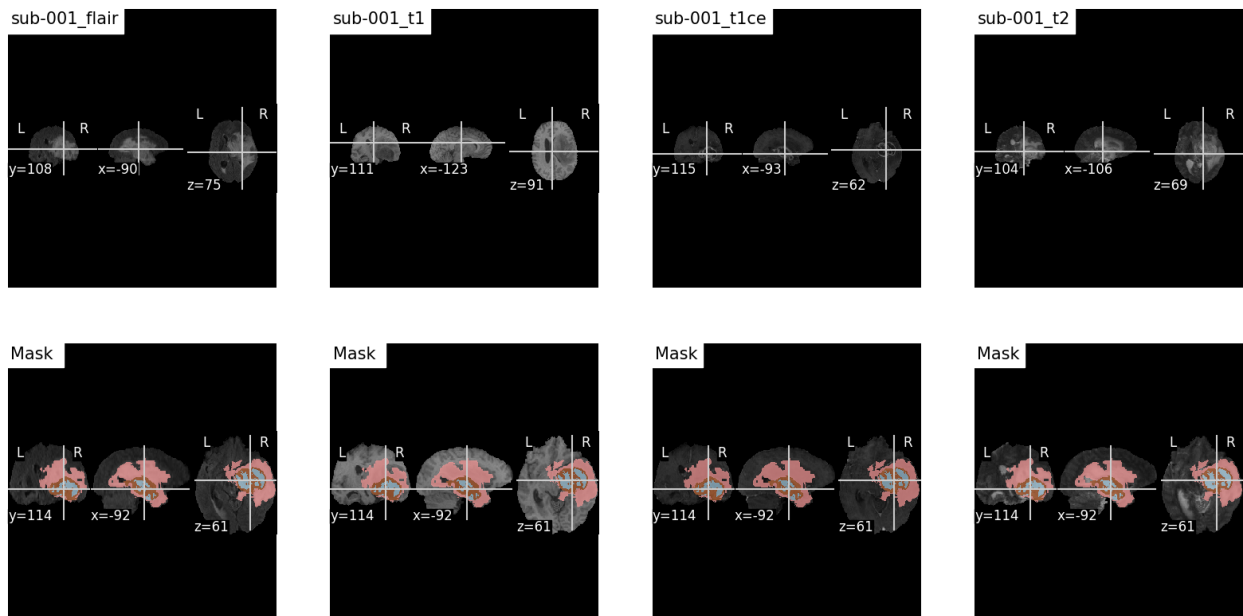 sub-001_flair
L R
y=108 x=-90
z=75
sub-001_t1
L R
y=111 x=-123
z=91
sub-001_t1ce
L R
y=115 x=-93
z=62
sub-001_t2
L R
y=104 x=-106
z=69
Mask
L R
y=114 x=-92
z=61
Mask
L R
y=114 x=-92
z=61
Mask
L R
y=114 x=-92
z=61
Mask
L R
y=114 x=-92
z=61